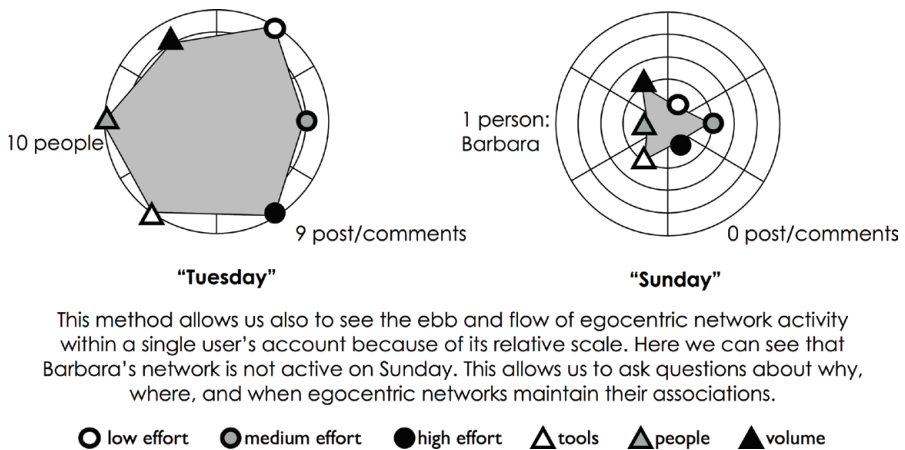 10 people
9 post/comments
"Tuesday"
1 person:
Barbara
0 post/comments
"Sunday"
This method allows us also to see the ebb and flow of egocentric network activity
within a single user's account because of its relative scale. Here we can see that
Barbara's network is not active on Sunday. This allows us to ask questions about why,
where, and when egocentric networks maintain their associations.
low effort medium effort high effort tools people volume